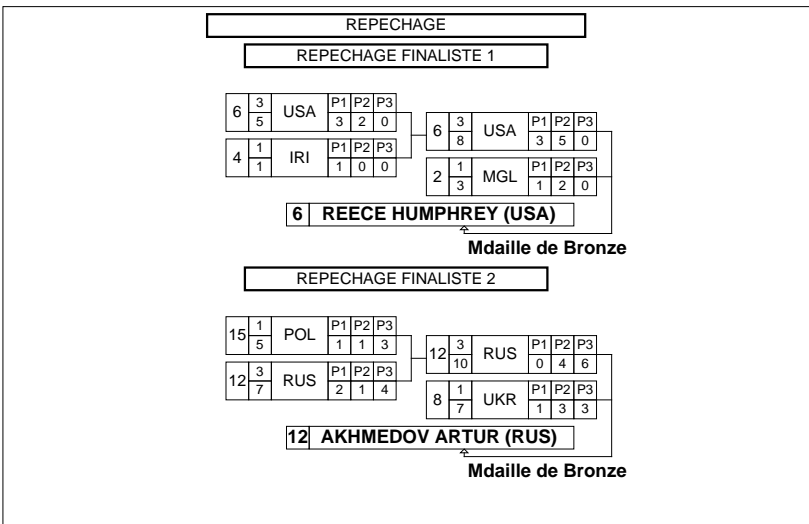 REPECHAGE
REPECHAGE FINALISTE 1
6 3 5 USA P1 P2 P3 3 2 0
4 1 1 IRI P1 P2 P3 1 0 0
6 3 8 USA P1 P2 P3 3 5 0
2 1 3 MGL P1 P2 P3 1 2 0
6 REECE HUMPHREY (USA)
Mdaille de Bronze
REPECHAGE FINALISTE 2
15 1 5 POL P1 P2 P3 1 1 3
12 3 7 RUS P1 P2 P3 2 1 4
12 3 10 RUS P1 P2 P3 0 4 6
8 1 7 UKR P1 P2 P3 1 3 3
12 AKHMEDOV ARTUR (RUS)
Mdaille de Bronze